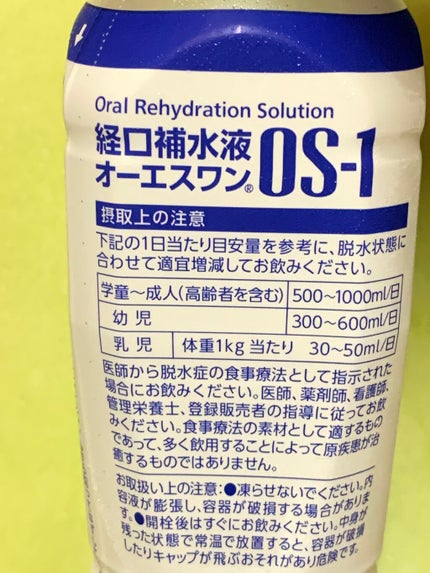 Oral Rehydration Solution
経口補水液
オーエスワン® OS-1
摂取上の注意
下記の1日当たり目安量を参考に、脱水状態に
合わせて適宜増減してお飲みください。
学童～成人(高齢者を含む) 500～1000ml/日
幼児 300～600ml/日
乳児 体重1kg当たり 30～50ml/日
医師から脱水症の食事療法として指示された
場合にお飲みください。医師、薬剤師、看護師、
管理栄養士、登録販売者の指導に従ってお飲
みください。食事療法の素材として適するもの
であって、多く飲用することによって原疾患が治
癒するものではありません。
お取扱い上の注意:●凍らせないでください。内
容液が膨張し、容器が破損する場合がありま
す。●開栓後はすぐにお飲みください。中身が
残った状態で常温で放置すると、容器が破損
したりキャップが飛ぶおそれがあり危険です。